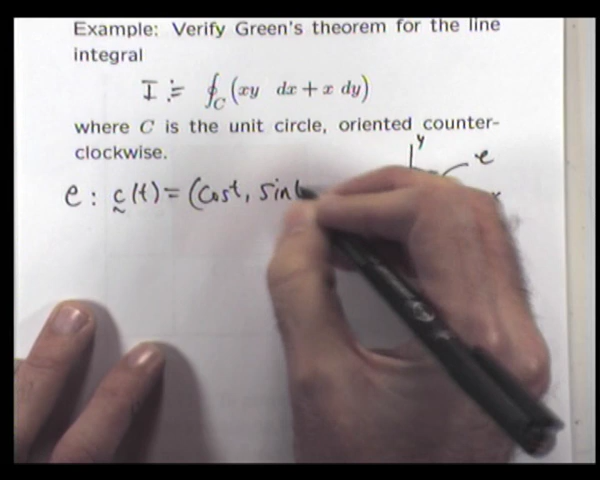 Example: Verify Green's theorem for the line
integral
I ≐ ∮_C (xy dx + x dy)
where C is the unit circle, oriented counter-
clockwise.
y
e
x
C : c(t) = (cos t, sin t